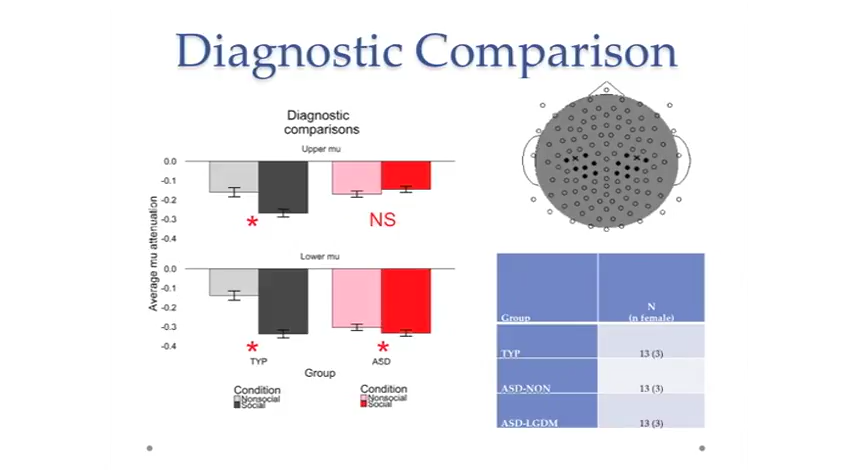 Diagnostic Comparison
Diagnostic
comparisons
Upper mu
0.0
-0.1
-0.2
-0.3
-0.4
*
NS
Average mu attenuation
Lower mu
0.0
-0.1
-0.2
-0.3
-0.4
*
*
TYP
ASD
Group
Condition
Nonsocial
Social
Condition
Nonsocial
Social
Group
N
(n female)
TYP
13 (3)
ASD-NON
13 (3)
ASD-LGDM
13 (3)